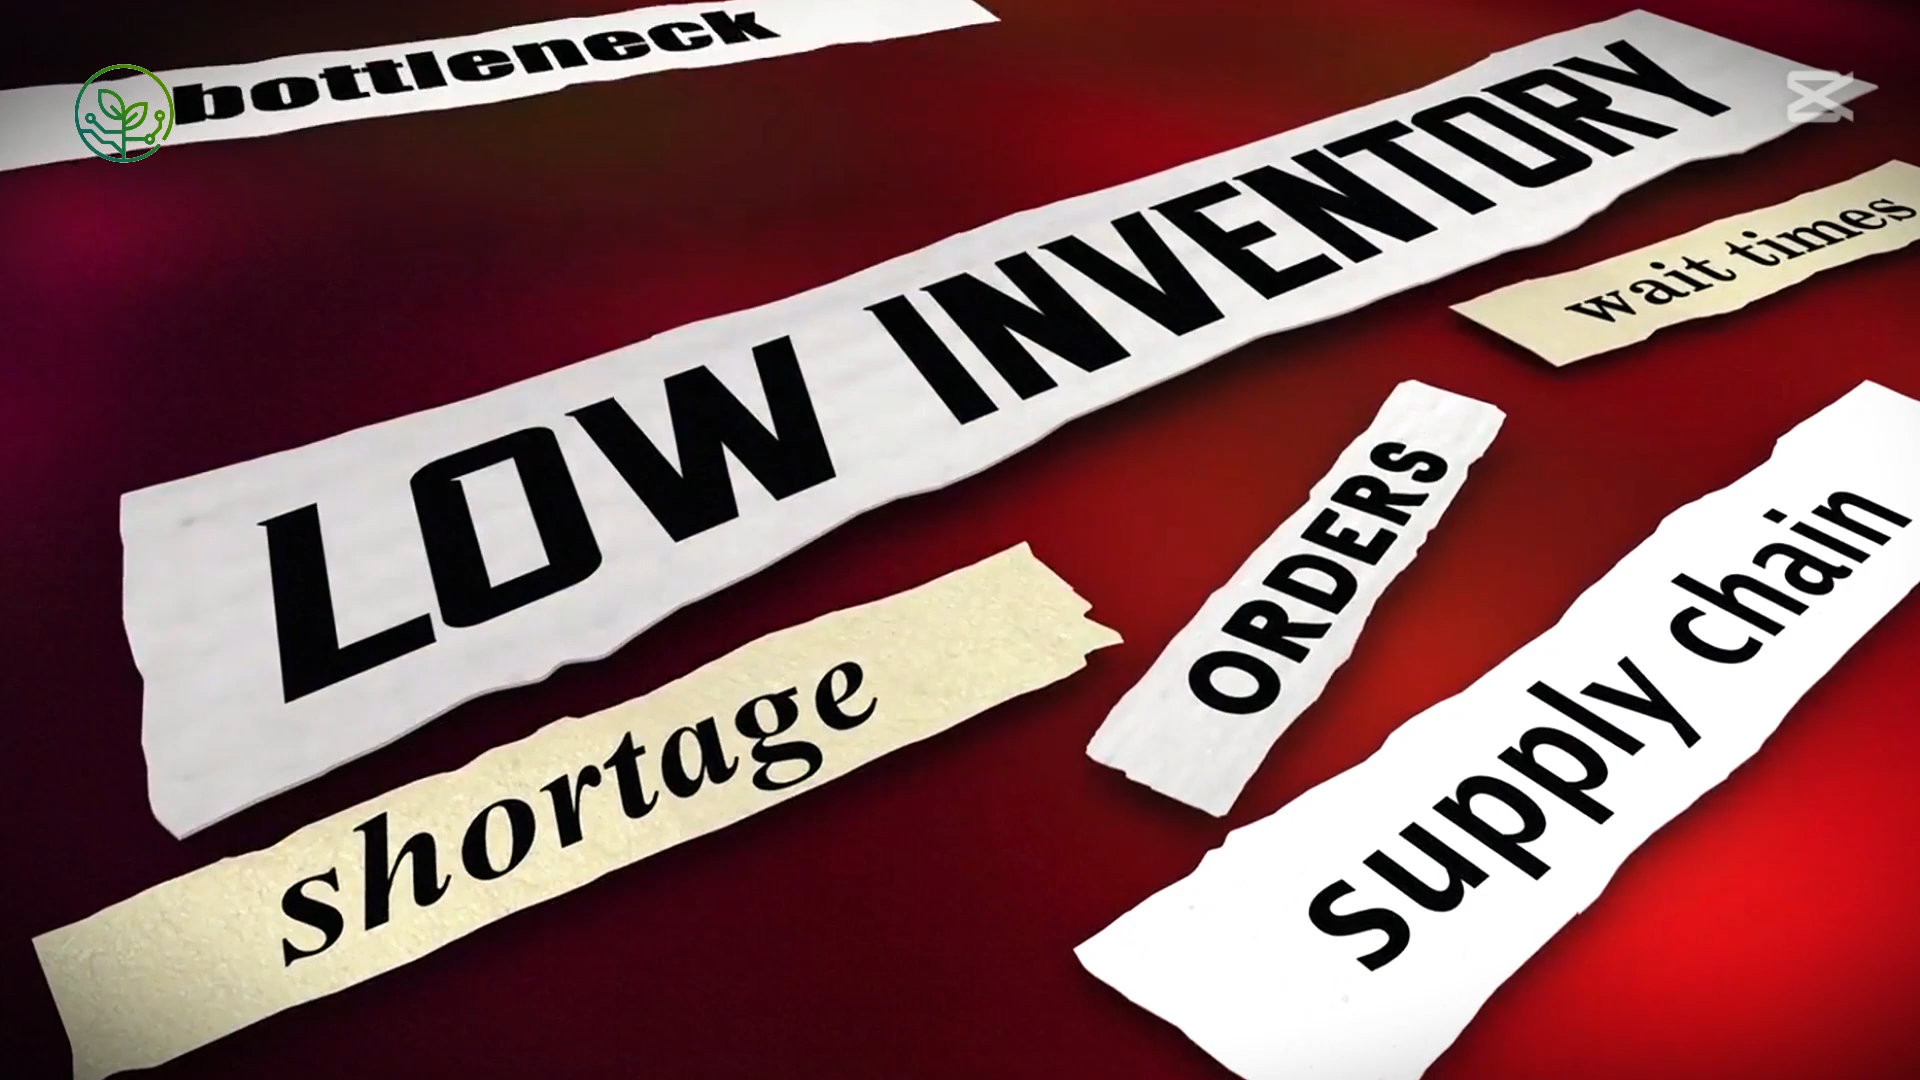 bottleneck
LOW INVENTORY
wait times
ORDERS
shortage
supply chain